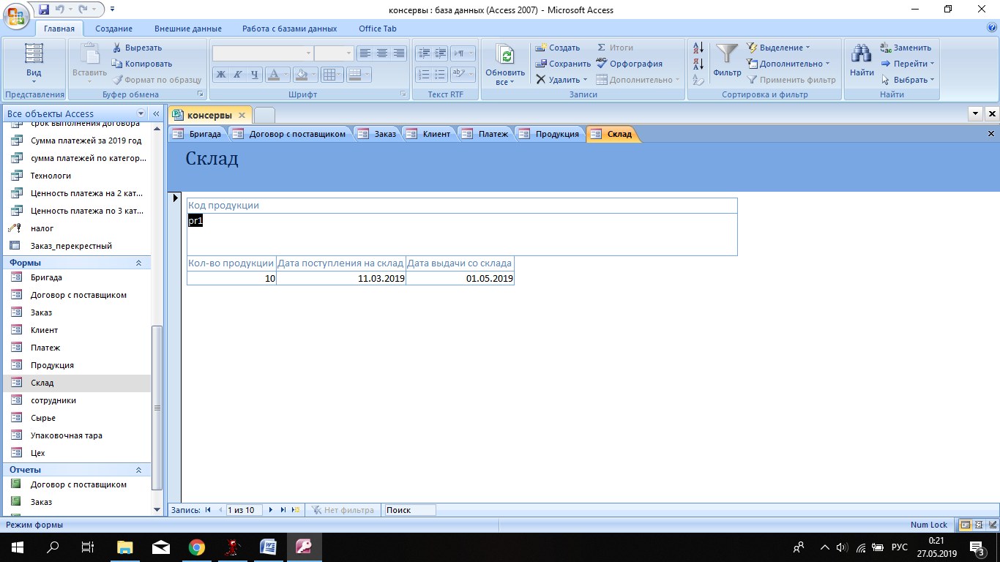 консервы : база данных (Access 2007) - Microsoft Access
Главная Создание Внешние данные Работа с базами данных Office Tab
Вид
Представления
Вставить
Вырезать
Копировать
Формат по образцу
Буфер обмена
Ж К Ч А
Шрифт
Текст RTF
Обновить все
Создать
Сохранить
Удалить
Итоги
Орфография
Дополнительно
Записи
Фильтр
Выделение
Дополнительно
Применить фильтр
Сортировка и фильтр
Найти
Заменить
Перейти
Выбрать
Найти
Все объекты Access
консервы
Бригада Договор с поставщиком Заказ Клиент Платеж Продукция Склад
срок выполнения договора
Сумма платежей за 2019 год
сумма платежей по категор...
Технологи
Ценность платежа на 2 кат...
Ценность платежа по 3 кат...
налог
Заказ_перекрестный
Формы
Бригада
Договор с поставщиком
Заказ
Клиент
Платеж
Продукция
Склад
сотрудники
Сырье
Упаковочная тара
Цех
Отчеты
Договор с поставщиком
Заказ
Склад
Код продукции
pr1
Кол-во продукции Дата поступления на склад Дата выдачи со склада
10 11.03.2019 01.05.2019
Запись: 1 из 10 Нет фильтра Поиск
Режим формы Num Lock
РУС
0:21
27.05.2019
3